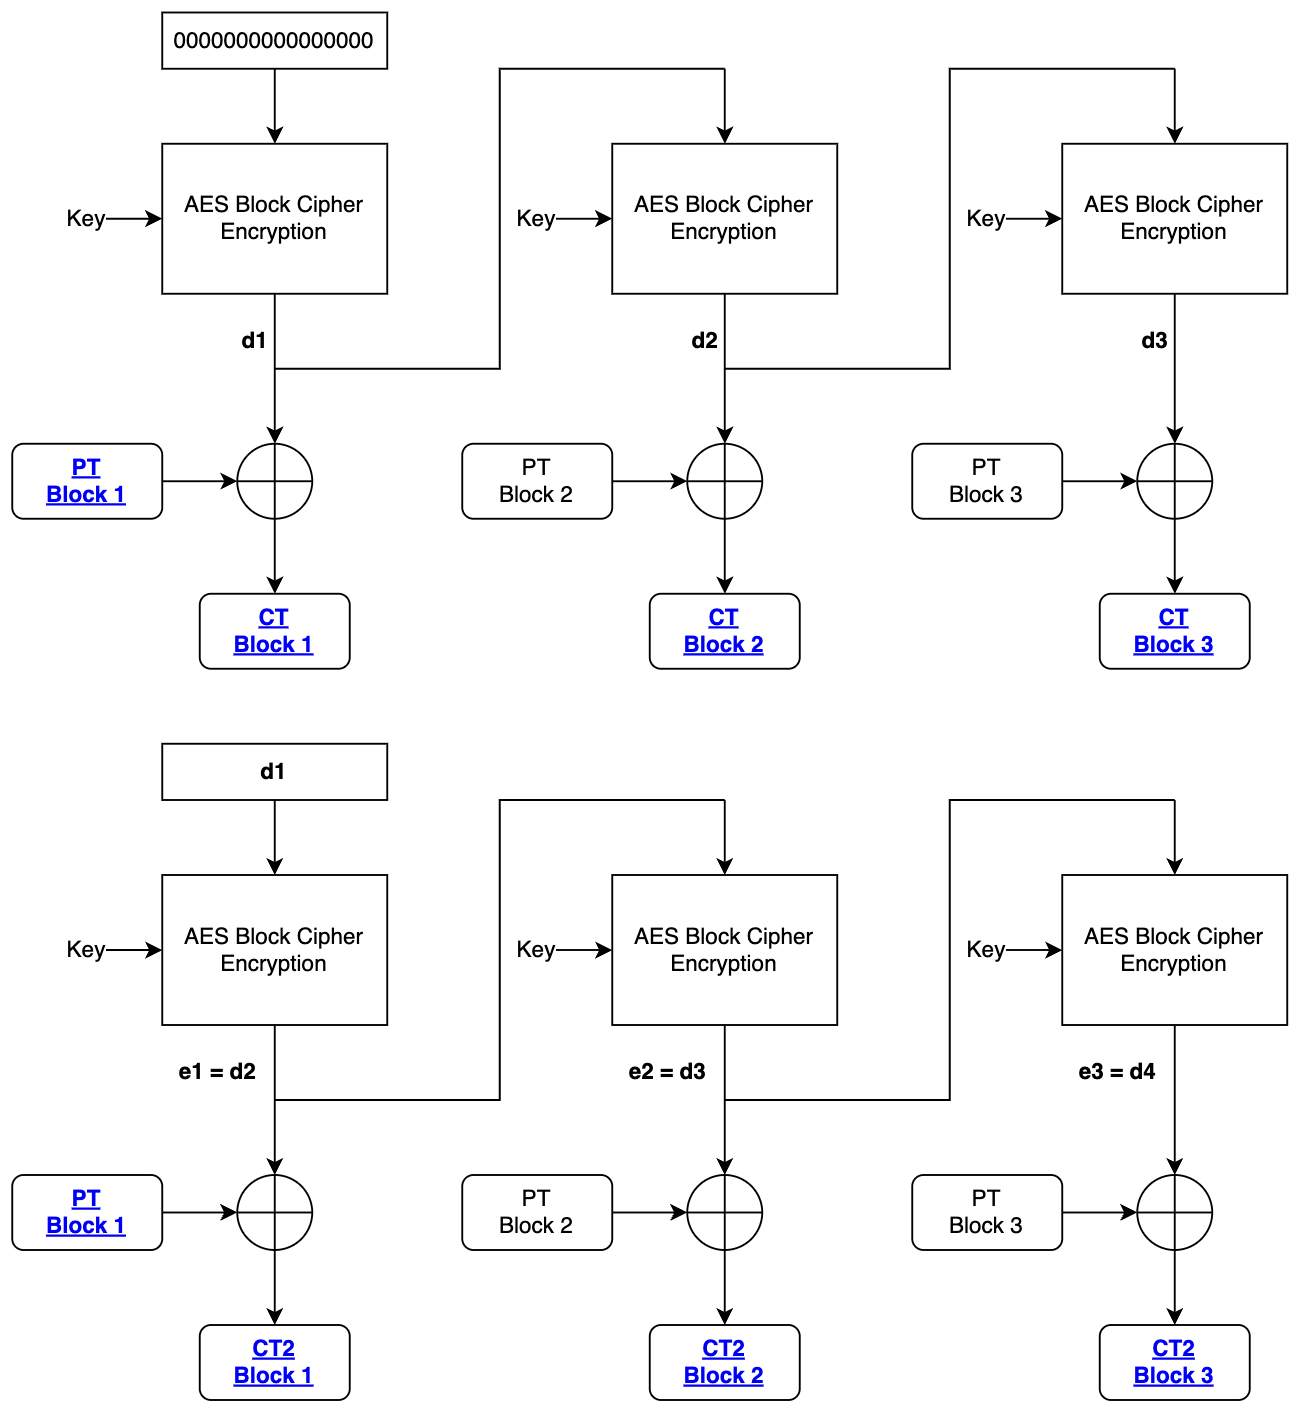 0000000000000000
Key
AES Block Cipher
Encryption
Key
AES Block Cipher
Encryption
Key
AES Block Cipher
Encryption
d1
d2
d3
PT
Block 1
PT
Block 2
PT
Block 3
CT
Block 1
CT
Block 2
CT
Block 3
d1
Key
AES Block Cipher
Encryption
Key
AES Block Cipher
Encryption
Key
AES Block Cipher
Encryption
e1 = d2
e2 = d3
e3 = d4
PT
Block 1
PT
Block 2
PT
Block 3
CT2
Block 1
CT2
Block 2
CT2
Block 3